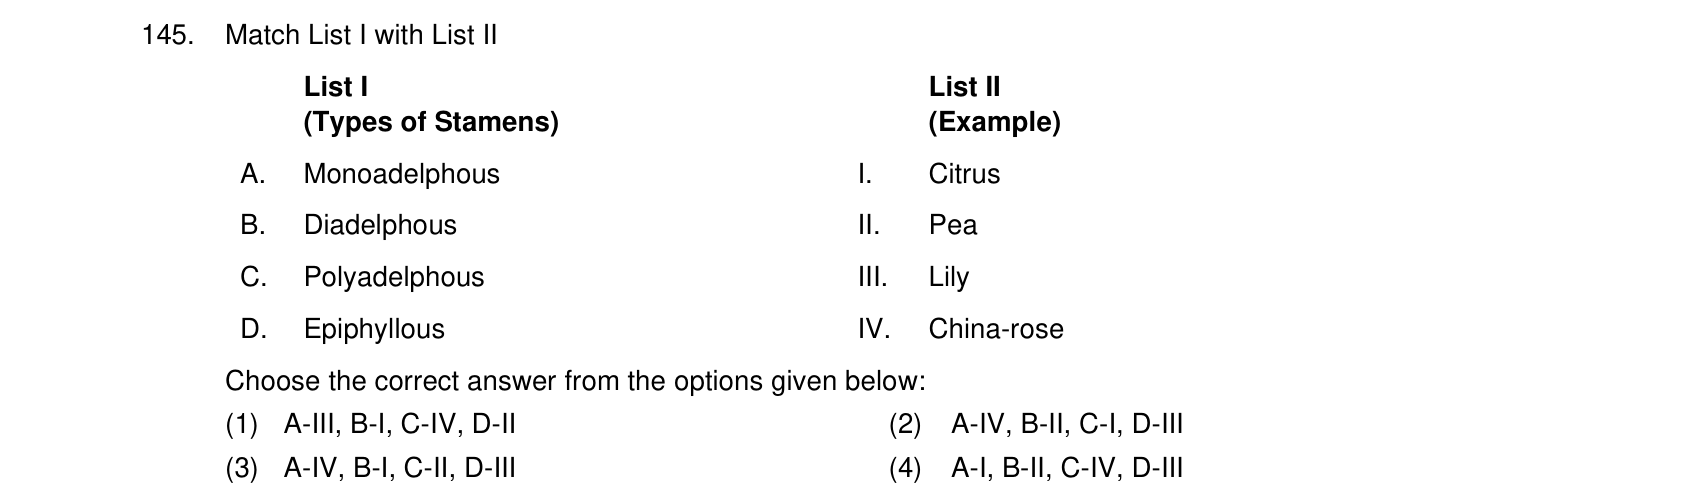 145. Match List I with List II
List I List II
(Types of Stamens) (Example)
A. Monoadelphous I. Citrus
B. Diadelphous II. Pea
C. Polyadelphous III. Lily
D. Epiphyllous IV. China-rose
Choose the correct answer from the options given below:
(1) A-III, B-I, C-IV, D-II (2) A-IV, B-II, C-I, D-III
(3) A-IV, B-I, C-II, D-III (4) A-I, B-II, C-IV, D-III